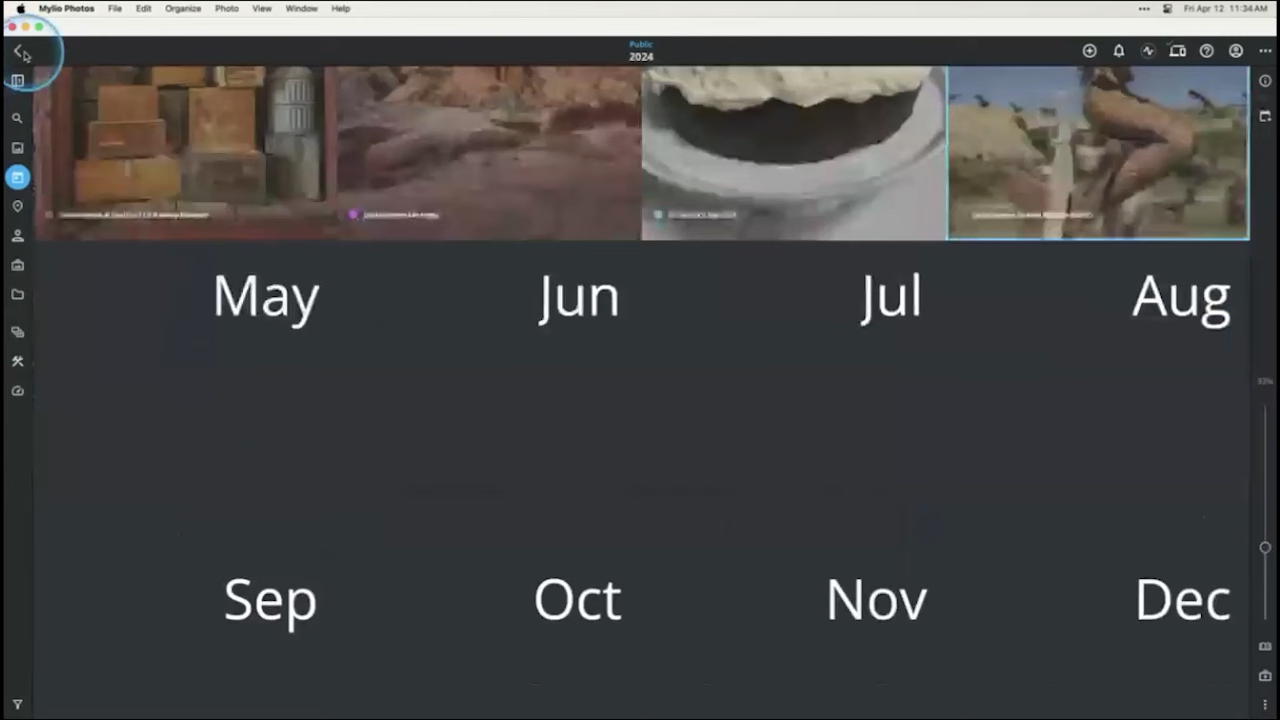 Mylio Photos File Edit Organize Photo View Window Help
Fri Apr 12 11:34 AM
Public
2024
May Jun Jul Aug
93%
Sep Oct Nov Dec